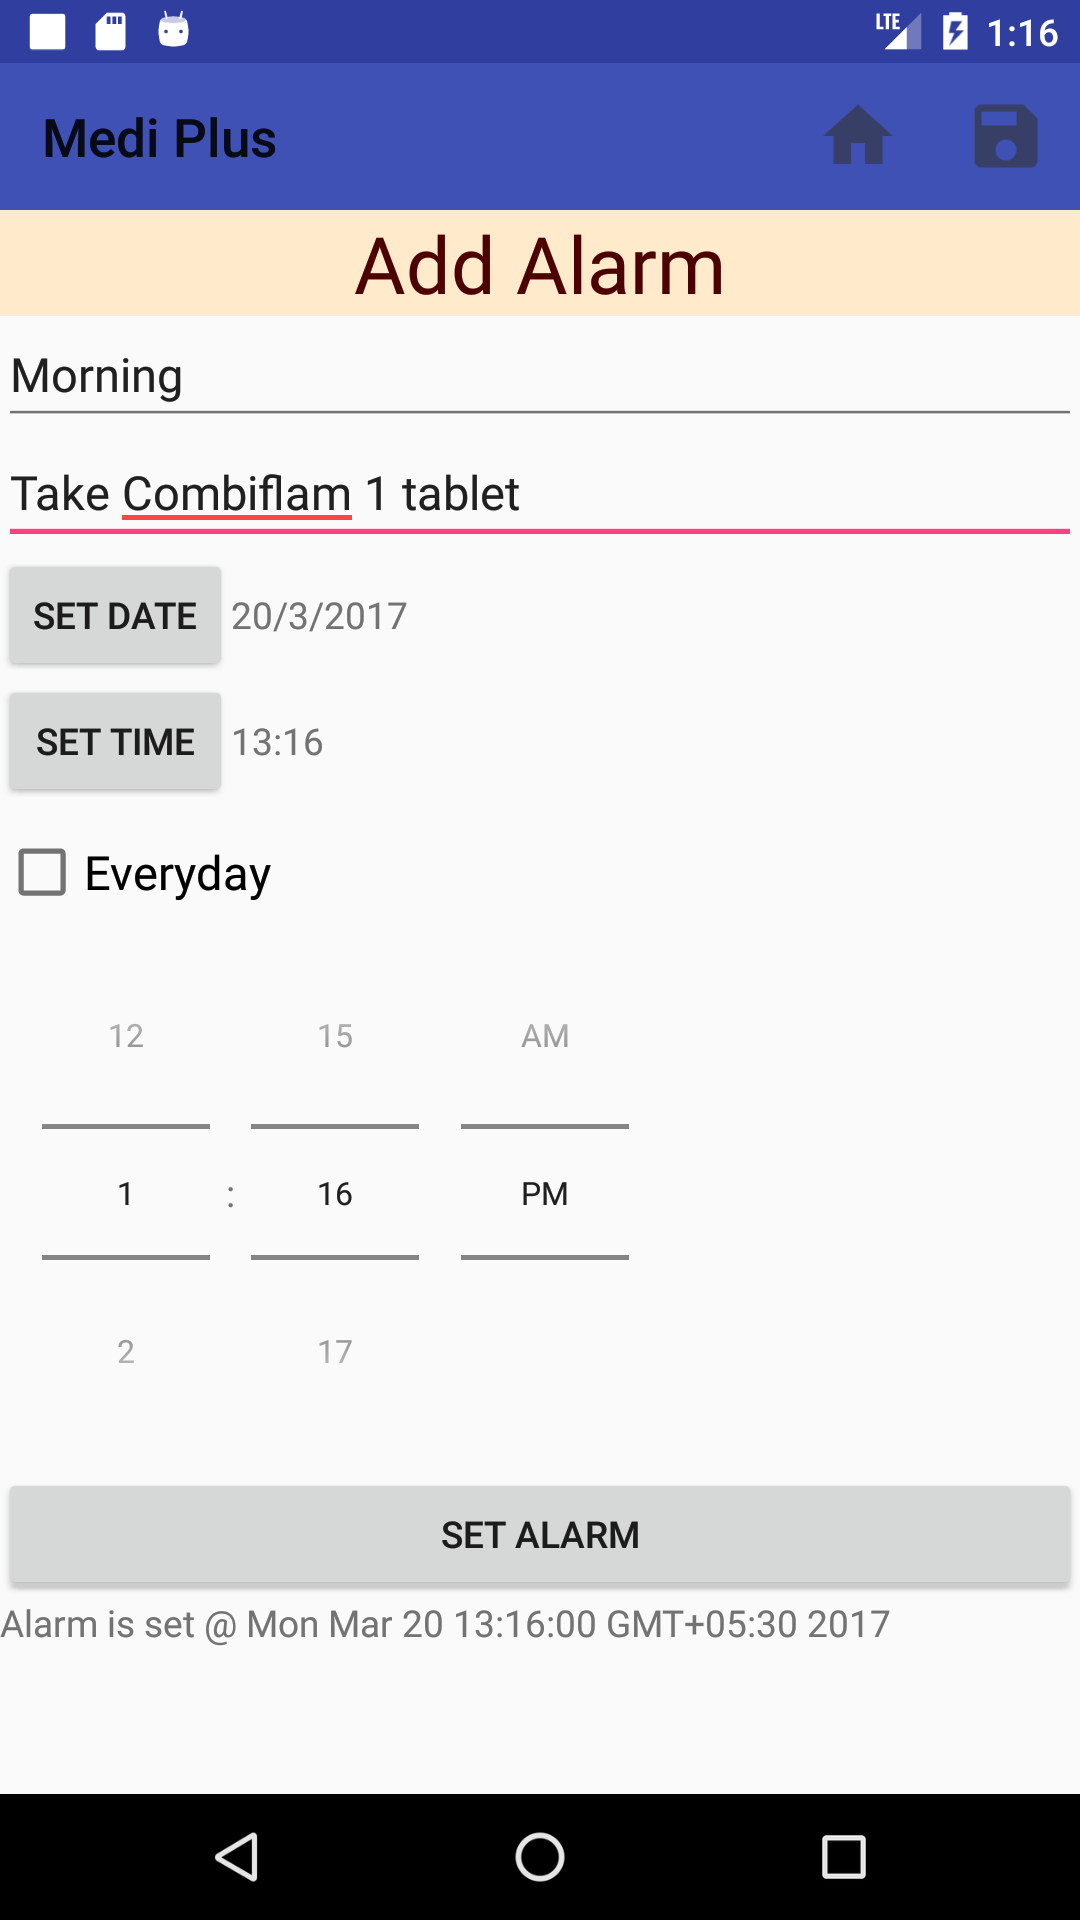 LTE 1:16
Medi Plus
Add Alarm
Morning
Take Combiflam 1 tablet
SET DATE 20/3/2017
SET TIME 13:16
Everyday
12 15 AM
1 : 16 PM
2 17
SET ALARM
Alarm is set @ Mon Mar 20 13:16:00 GMT+05:30 2017